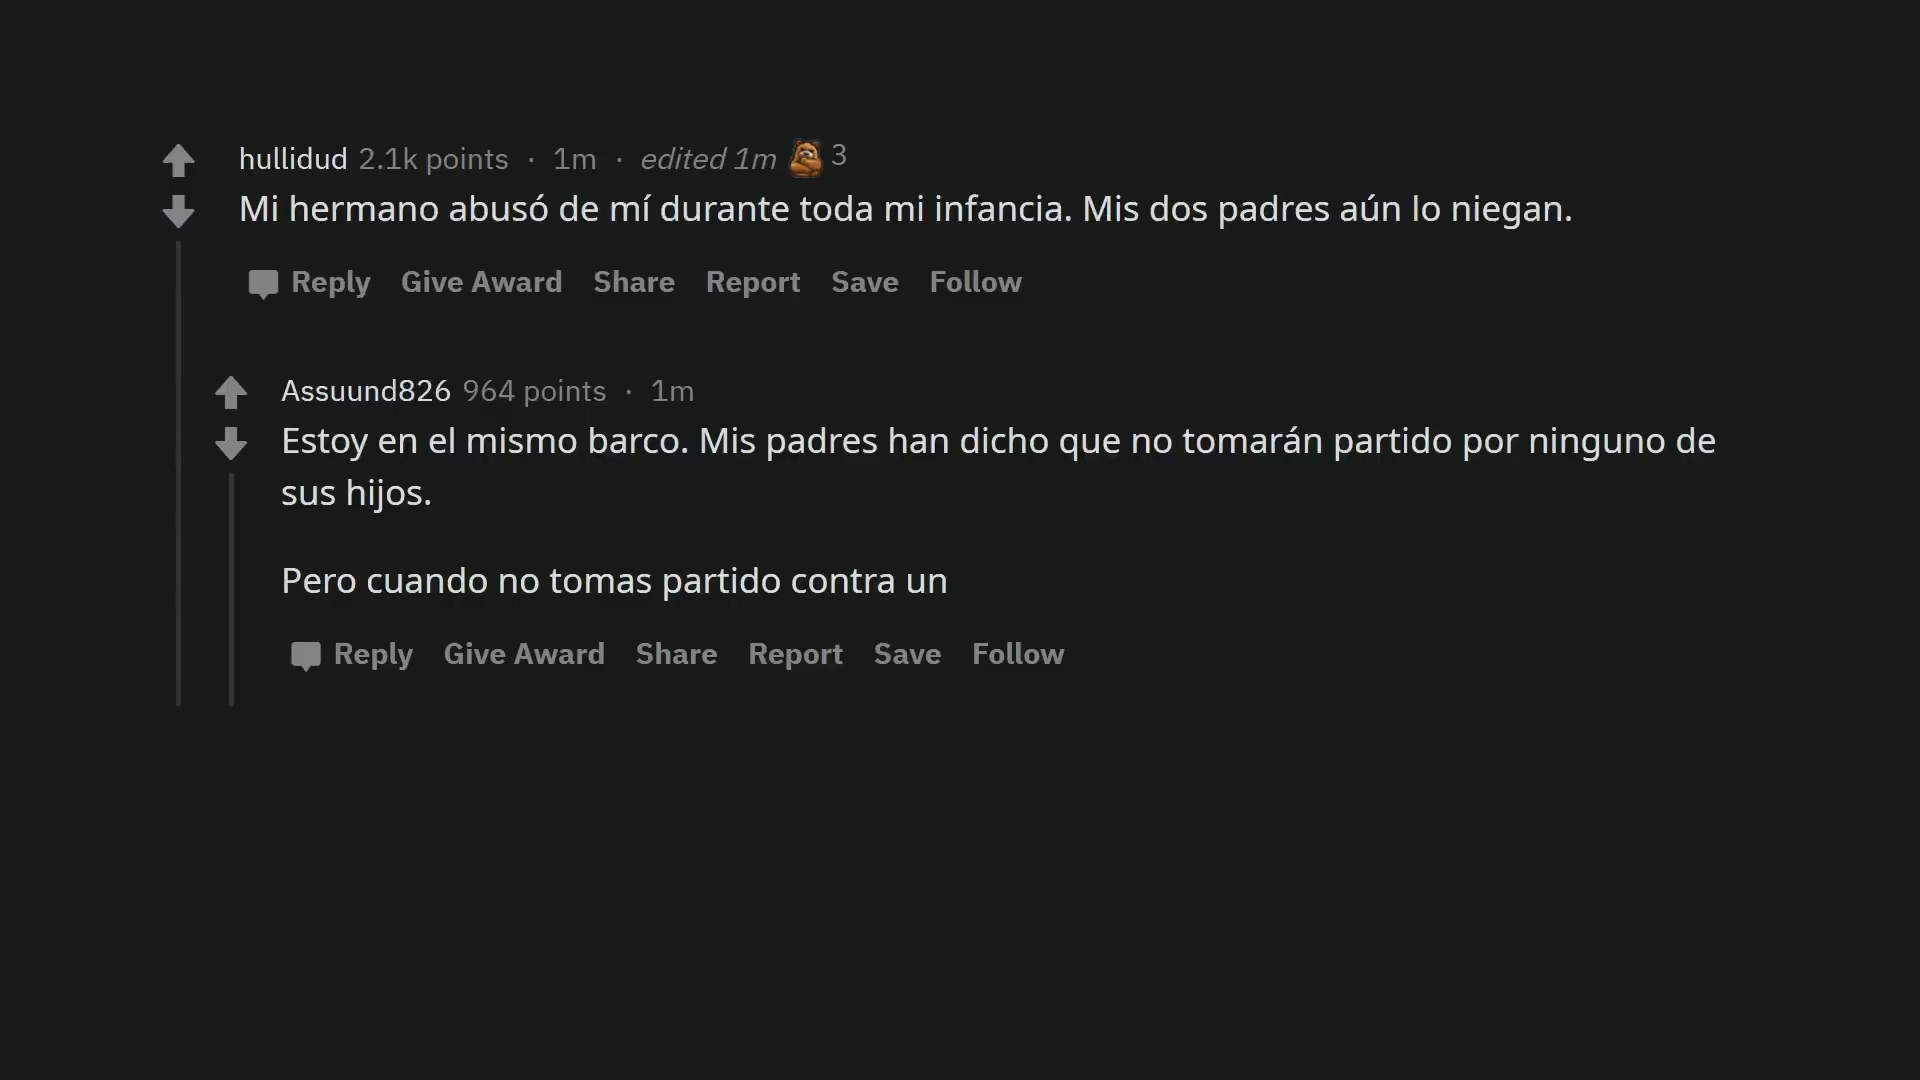 hullidud 2.1k points · 1m · edited 1m 3
Mi hermano abusó de mí durante toda mi infancia. Mis dos padres aún lo niegan.
Reply Give Award Share Report Save Follow
Assuund826 964 points · 1m
Estoy en el mismo barco. Mis padres han dicho que no tomarán partido por ninguno de
sus hijos.
Pero cuando no tomas partido contra un
Reply Give Award Share Report Save Follow